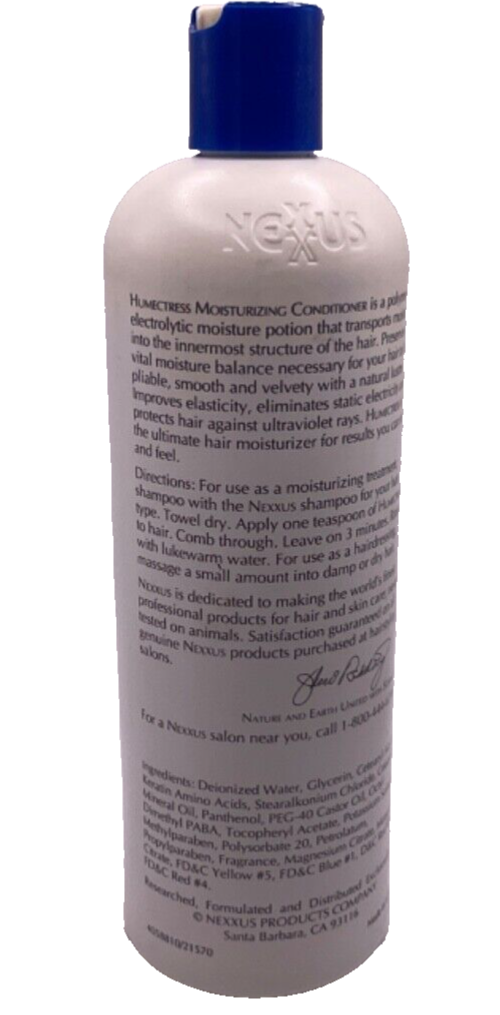 NEXXUS
HUMECTRESS MOISTURIZING CONDITIONER is a
electrolytic moisture potion that transports
into the innermost structure of the hair.
vital moisture balance necessary for your
pliable, smooth and velvety with a natural
Improves elasticity, eliminates static
protects hair against ultraviolet rays.
the ultimate hair moisturizer for results you
and feel.
Directions: For use as a moisturizing
shampoo with the NEXXUS shampoo for your
type. Towel dry. Apply one teaspoon of
to hair. Comb through. Leave on 3 minutes.
with lukewarm water. For use as a
massage a small amount into damp or dry
NEXXUS is dedicated to making the world's
professional products for hair and skin care,
tested on animals. Satisfaction guaranteed
genuine NEXXUS products purchased at
salons.
NATURE AND EARTH UNITED WITH
For a NEXXUS salon near you, call 1-800-
Ingredients: Deionized Water, Glycerin,
Keratin Amino Acids, Stearalkonium Chloride,
Mineral Oil, Panthenol, PEG-40 Castor Oil,
Dimethyl PABA, Tocopheryl Acetate,
Methylparaben, Polysorbate 20, Petrolatum,
Propylparaben, Fragrance, Magnesium Citrate,
Citrate, FD&C Yellow #5, FD&C Blue #1, D&C
FD&C Red #4.
Researched, Formulated and Distributed
© NEXXUS PRODUCTS COMPANY
Santa Barbara, CA 93116
4058810/21570